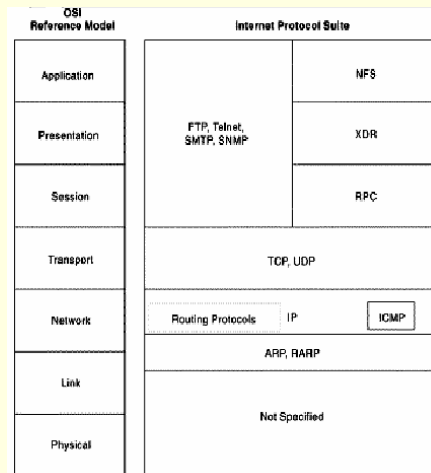 OSI
Reference Model
Internet Protocol Suite
Application
Presentation
Session
Transport
Network
Link
Physical
FTP, Telnet,
SMTP, SNMP
NFS
XDR
RPC
TCP, UDP
Routing Protocols
IP
ICMP
ARP, RARP
Not Specified